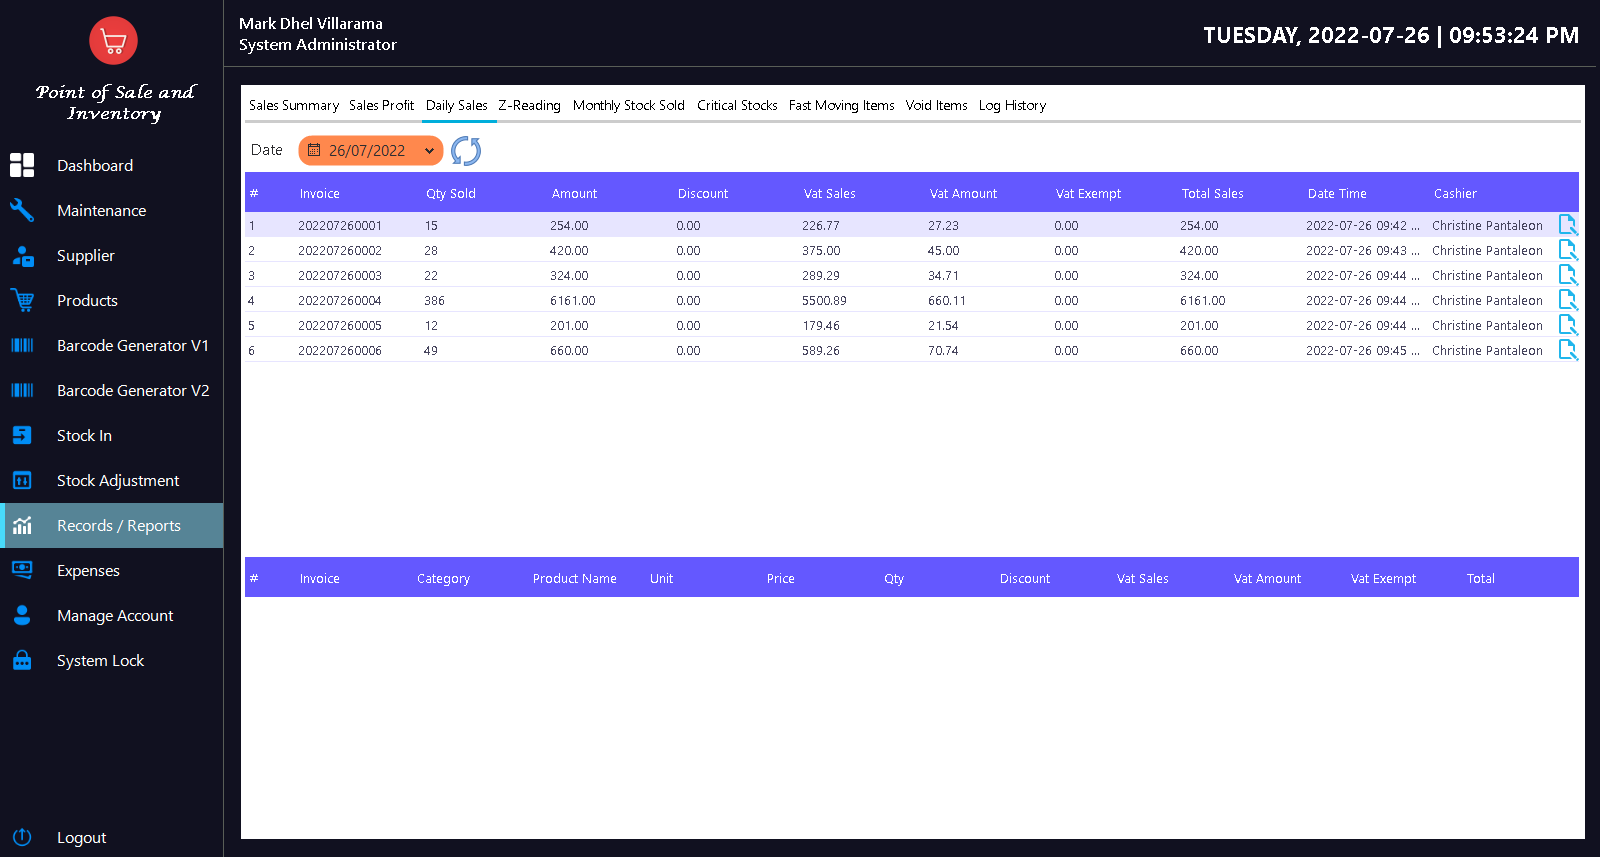 Point of Sale and
Inventory
Dashboard
Maintenance
Supplier
Products
Barcode Generator V1
Barcode Generator V2
Stock In
Stock Adjustment
Records / Reports
Expenses
Manage Account
System Lock
Logout
Mark Dhel Villarama
System Administrator
TUESDAY, 2022-07-26 | 09:53:24 PM
Sales Summary Sales Profit Daily Sales Z-Reading Monthly Stock Sold Critical Stocks Fast Moving Items Void Items Log History
Date 26/07/2022
# Invoice Qty Sold Amount Discount Vat Sales Vat Amount Vat Exempt Total Sales Date Time Cashier
1 202207260001 15 254.00 0.00 226.77 27.23 0.00 254.00 2022-07-26 09:42 ... Christine Pantaleon
2 202207260002 28 420.00 0.00 375.00 45.00 0.00 420.00 2022-07-26 09:43 ... Christine Pantaleon
3 202207260003 22 324.00 0.00 289.29 34.71 0.00 324.00 2022-07-26 09:44 ... Christine Pantaleon
4 202207260004 386 6161.00 0.00 5500.89 660.11 0.00 6161.00 2022-07-26 09:44 ... Christine Pantaleon
5 202207260005 12 201.00 0.00 179.46 21.54 0.00 201.00 2022-07-26 09:44 ... Christine Pantaleon
6 202207260006 49 660.00 0.00 589.26 70.74 0.00 660.00 2022-07-26 09:45 ... Christine Pantaleon
# Invoice Category Product Name Unit Price Qty Discount Vat Sales Vat Amount Vat Exempt Total